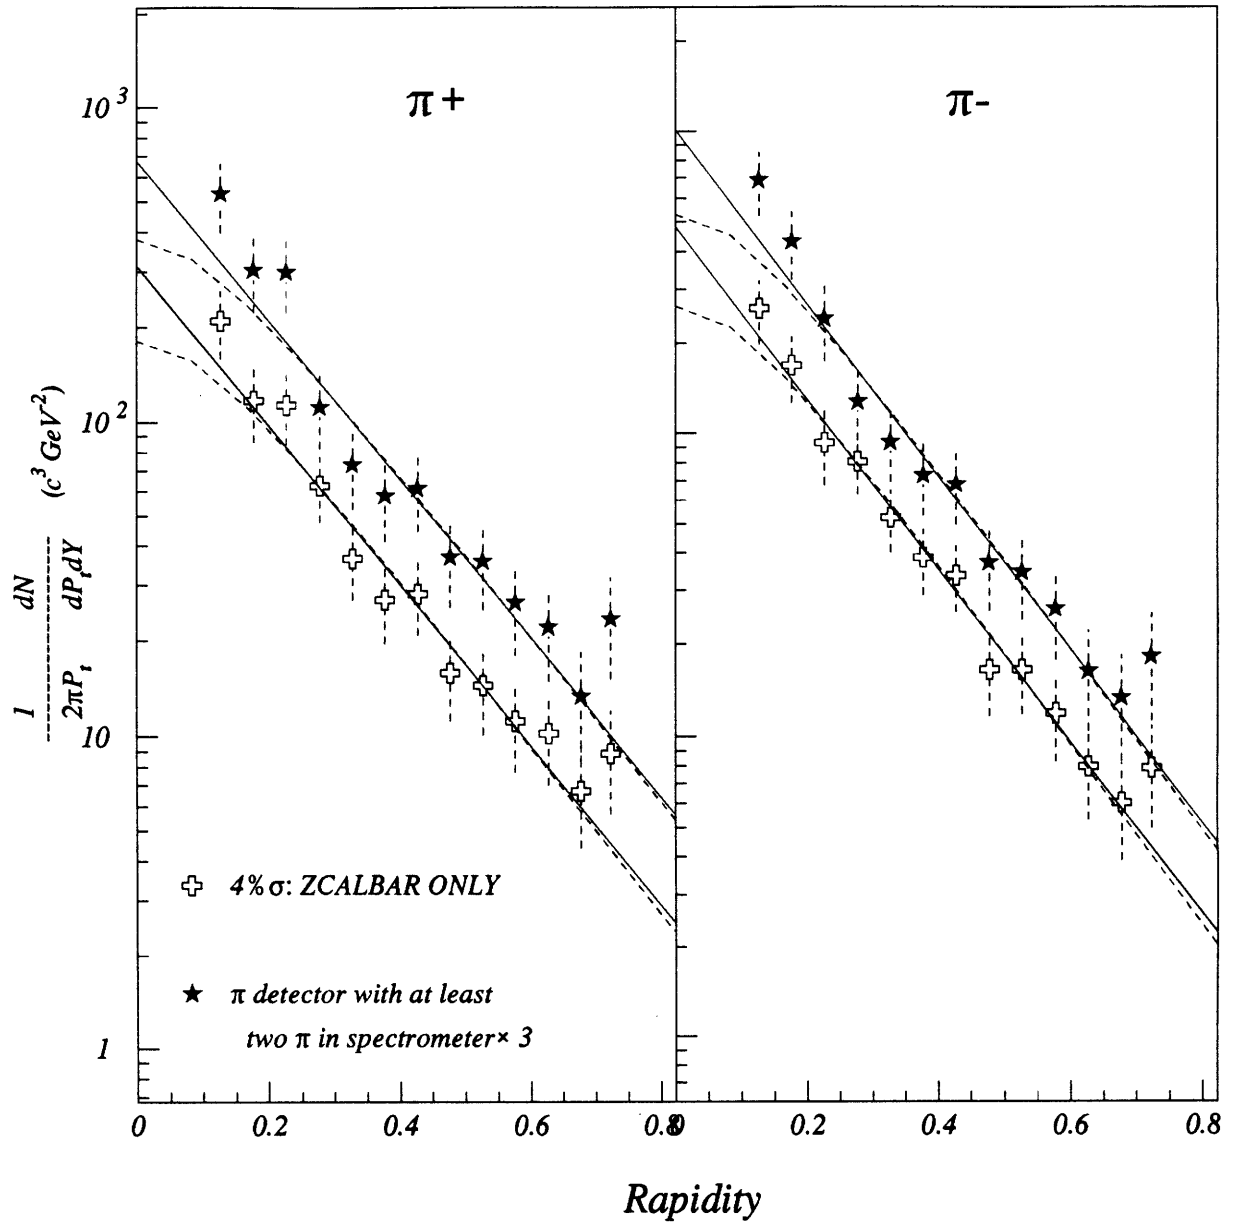 π+
π-
10³
10²
10
1
1 dN
2πPₜ dPₜdY
(c³ GeV⁻²)
4% σ: ZCALBAR ONLY
π detector with at least
two π in spectrometer× 3
0 0.2 0.4 0.6 0.8
0 0.2 0.4 0.6 0.8
Rapidity